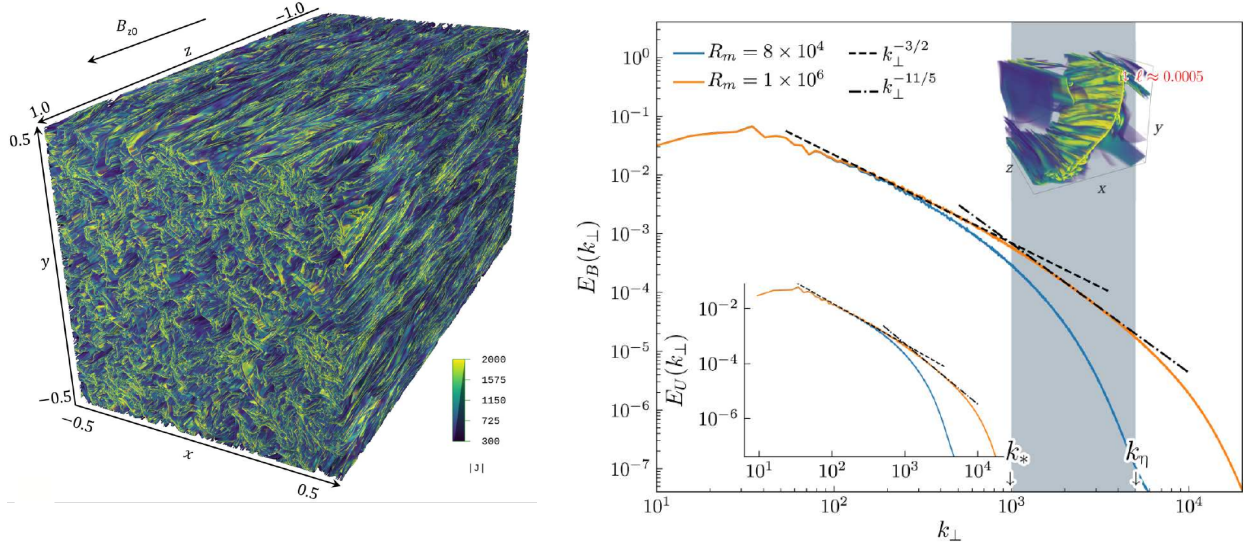 B_{z0}
-1.0
z
1.0
0.5
y
-0.5
-0.5
x
0.5
2000
1575
1150
725
300
|J|
R_m = 8 × 10^4
R_m = 1 × 10^6
k_⊥^{-3/2}
k_⊥^{-11/5}
ℓ ≈ 0.0005
y
z
x
10^0
10^{-1}
10^{-2}
10^{-3}
10^{-4}
10^{-5}
10^{-6}
10^{-7}
E_B(k_⊥)
10^{-2}
10^{-4}
10^{-6}
E_U(k_⊥)
10^1
10^2
10^3
10^4
k_*
k_η
10^1
10^2
10^3
10^4
k_⊥